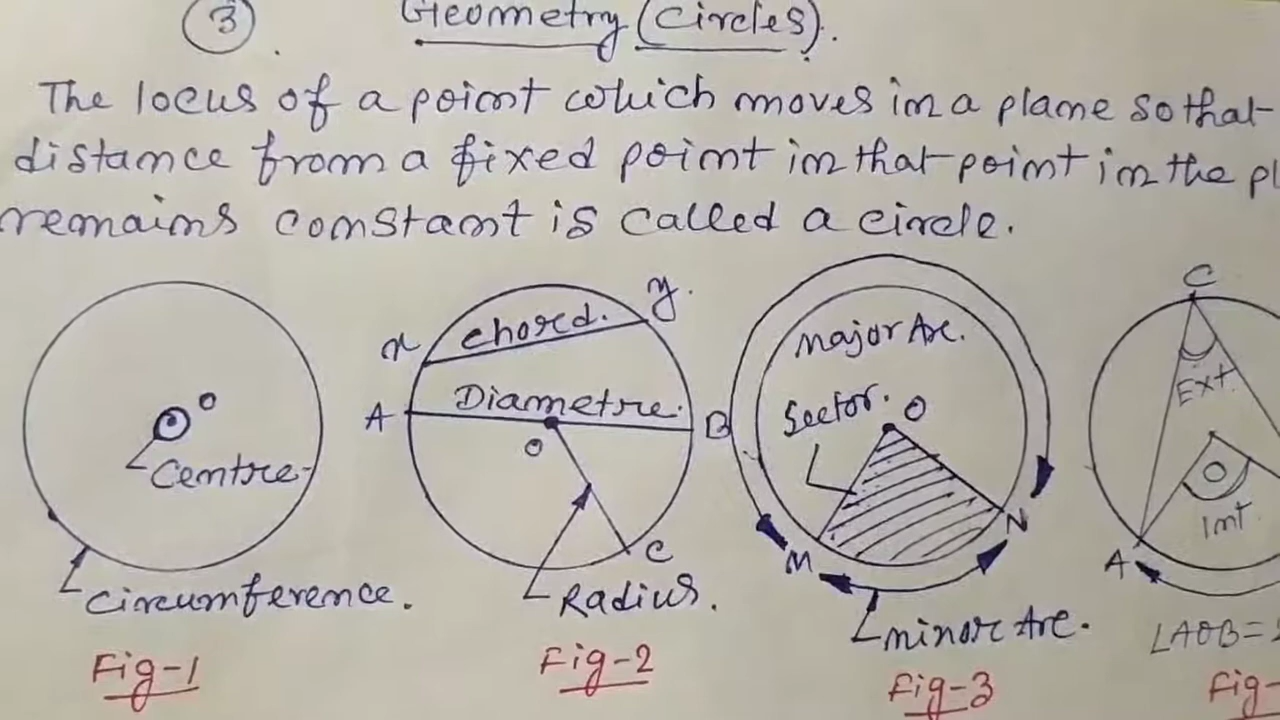 3
Geometry (Circles).
The locus of a point which moves in a plane so that
distance from a fixed point in that point in the pl
remains constant is called a circle.
O
Centre
Circumference.
Fig-1
x
y.
chored.
A
Diametre.
B
O
C
Radius.
Fig-2
Major Arc.
Sector.
O
M
N
minor Arc.
Fig-3
C
Ext
O
Int
A
∠AOB=
Fig-